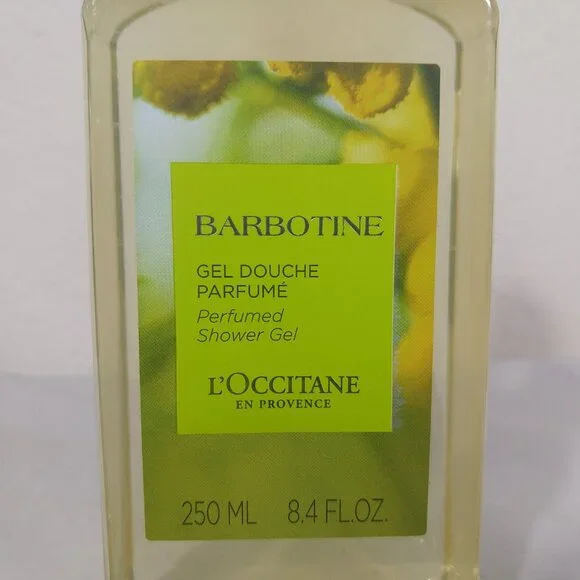 BARBOTINE
GEL DOUCHE
PARFUMÉ
Perfumed
Shower Gel
L'OCCITANE
EN PROVENCE
250 ML 8.4 FL.OZ.